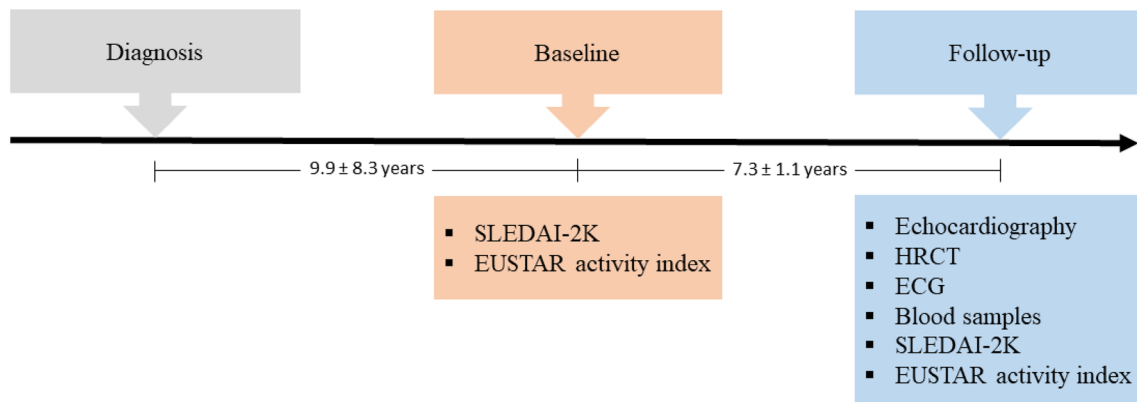 Diagnosis
Baseline
Follow-up
9.9 ± 8.3 years
7.3 ± 1.1 years
▪ SLEDAI-2K
▪ EUSTAR activity index
▪ Echocardiography
▪ HRCT
▪ ECG
▪ Blood samples
▪ SLEDAI-2K
▪ EUSTAR activity index